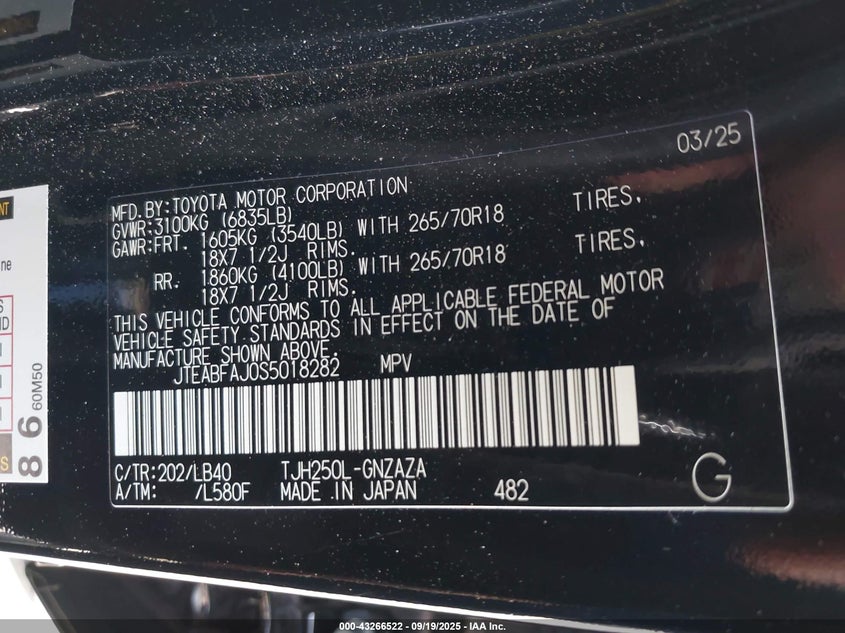 03/25
MFD.BY:TOYOTA MOTOR CORPORATION
GVWR:3100KG (6835LB)
GAWR:FRT. 1605KG (3540LB) WITH 265/70R18 TIRES,
18X7 1/2J RIMS.
RR. 1860KG (4100LB) WITH 265/70R18 TIRES,
18X7 1/2J RIMS.
THIS VEHICLE CONFORMS TO ALL APPLICABLE FEDERAL MOTOR
VEHICLE SAFETY STANDARDS IN EFFECT ON THE DATE OF
MANUFACTURE SHOWN ABOVE.
JTEABFAJ0S5018282 MPV
C/TR:202/LB40 TJH250L-GNZAZA
A/TM: /L580F MADE IN JAPAN 482
G
86 60M50
000-43266522 - 09/19/2025 - IAA Inc.